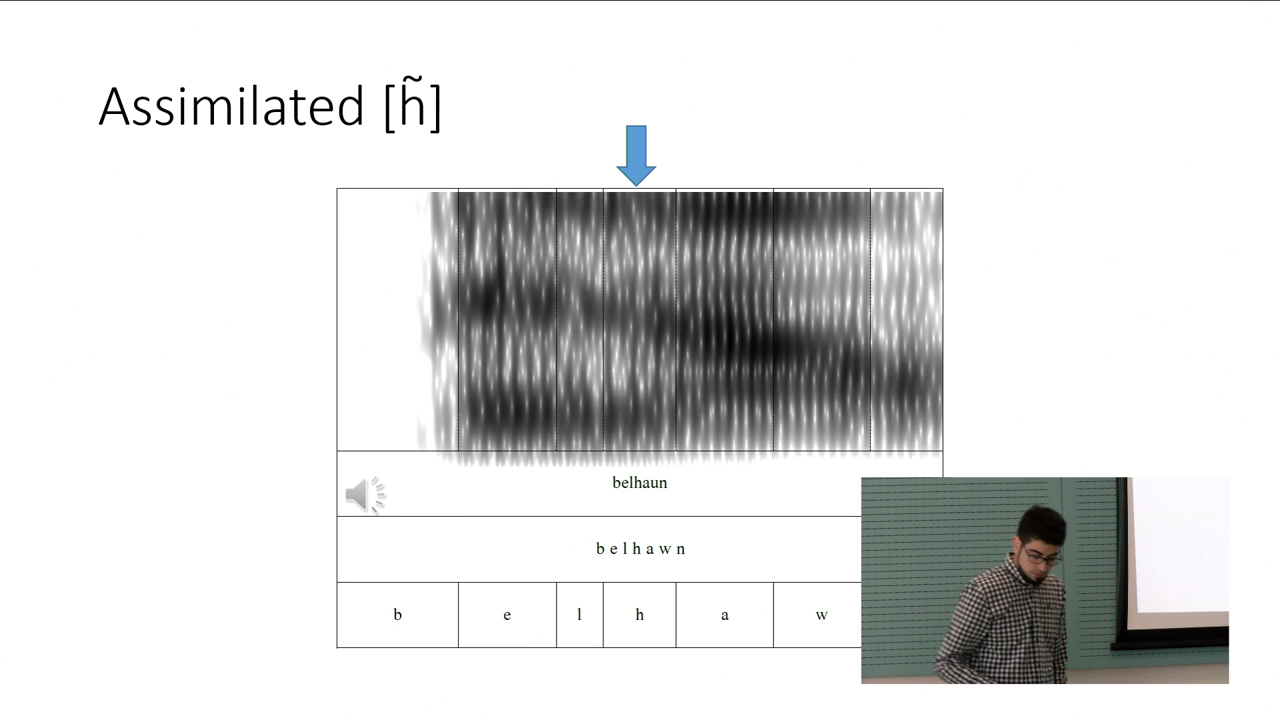 Assimilated [h̃]
belhaun
b e l h a w n
b e l h a w